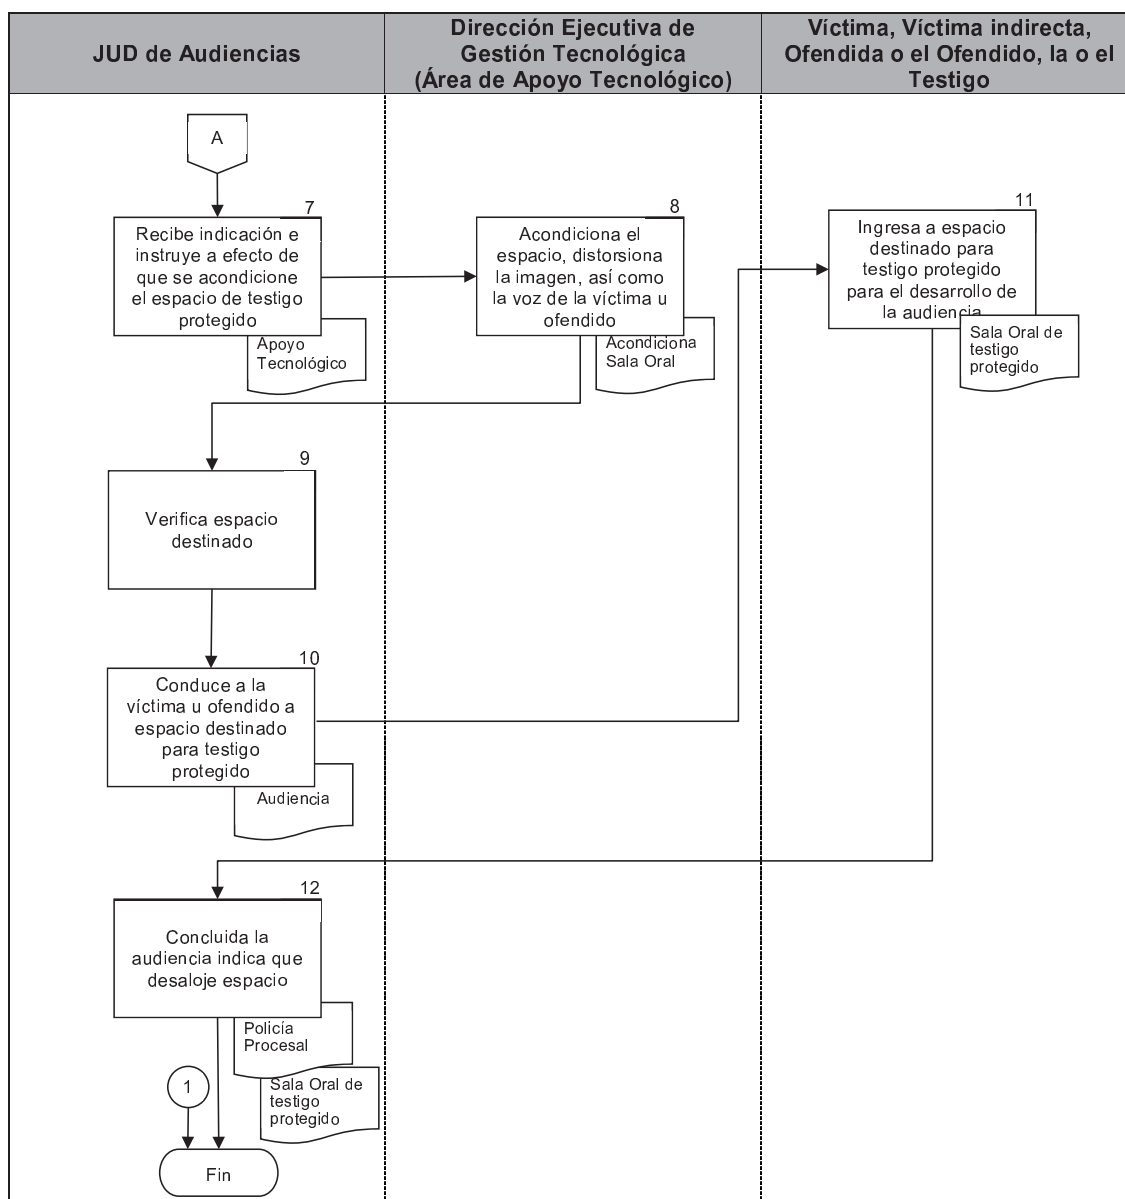 JUD de Audiencias
Dirección Ejecutiva de
Gestión Tecnológica
(Área de Apoyo Tecnológico)
Víctima, Víctima indirecta,
Ofendida o el Ofendido, la o el
Testigo
A
7
Recibe indicación e
instruye a efecto de
que se acondicione
el espacio de testigo
protegido
Apoyo
Tecnológico
8
Acondiciona el
espacio, distorsiona
la imagen, así como
la voz de la víctima u
ofendido
Acondiciona
Sala Oral
11
Ingresa a espacio
destinado para
testigo protegido
para el desarrollo de
la audiencia
Sala Oral de
testigo
protegido
9
Verifica espacio
destinado
10
Conduce a la
víctima u ofendido a
espacio destinado
para testigo
protegido
Audiencia
12
Concluida la
audiencia indica que
desaloje espacio
Policía
Procesal
Sala Oral de
testigo
protegido
1
Fin